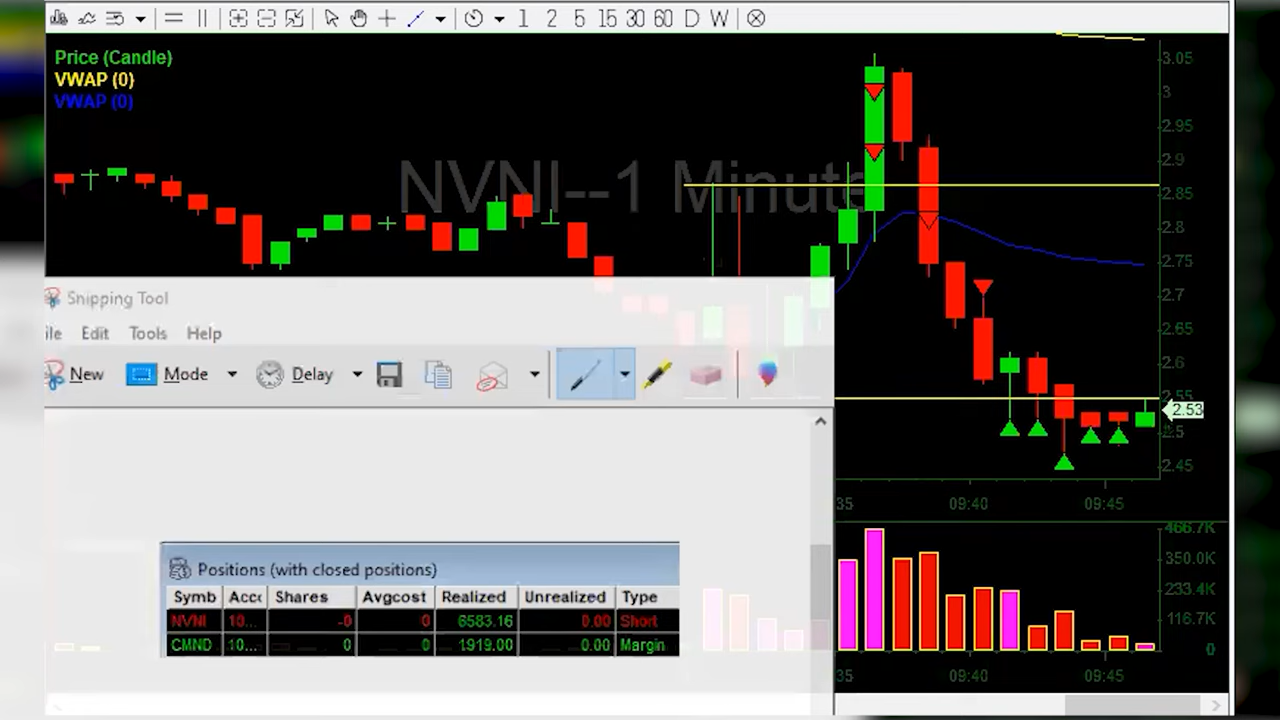 1 2 5 15 30 60 D W
Price (Candle)
VWAP (0)
VWAP (0)
NVNI--1 Minute
3.05
3
2.95
2.9
2.85
2.8
2.75
2.7
2.65
2.6
2.55
2.53
2.5
2.45
Snipping Tool
ile Edit Tools Help
New Mode Delay
35 09:40 09:45
466.7K
350.0K
233.4K
116.7K
0
35 09:40 09:45
Positions (with closed positions)
Symb Acc Shares Avgcost Realized Unrealized Type
NVNI 10... -0 0 6583.16 0.00 Short
CMND 10... 0 0 1919.00 0.00 Margin